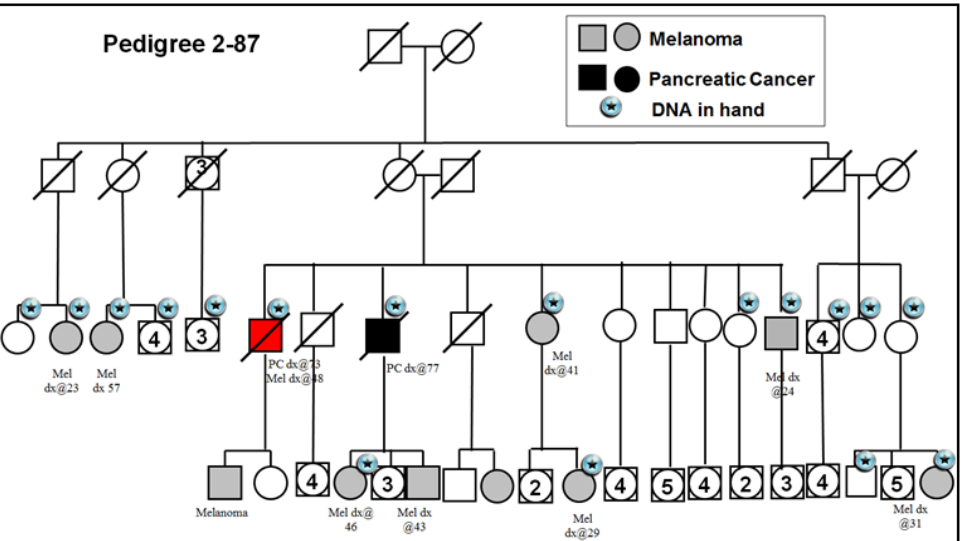 Pedigree 2-87
Melanoma
Pancreatic Cancer
DNA in hand
3
4
3
4
PC dx@73
Mel dx@48
PC dx@77
Mel
dx@41
Mel dx
@24
Mel
dx@23
Mel
dx 57
4
3
2
4
5
4
2
3
4
5
Melanoma
Mel dx@
46
Mel dx
@43
Mel
dx@29
Mel dx
@31